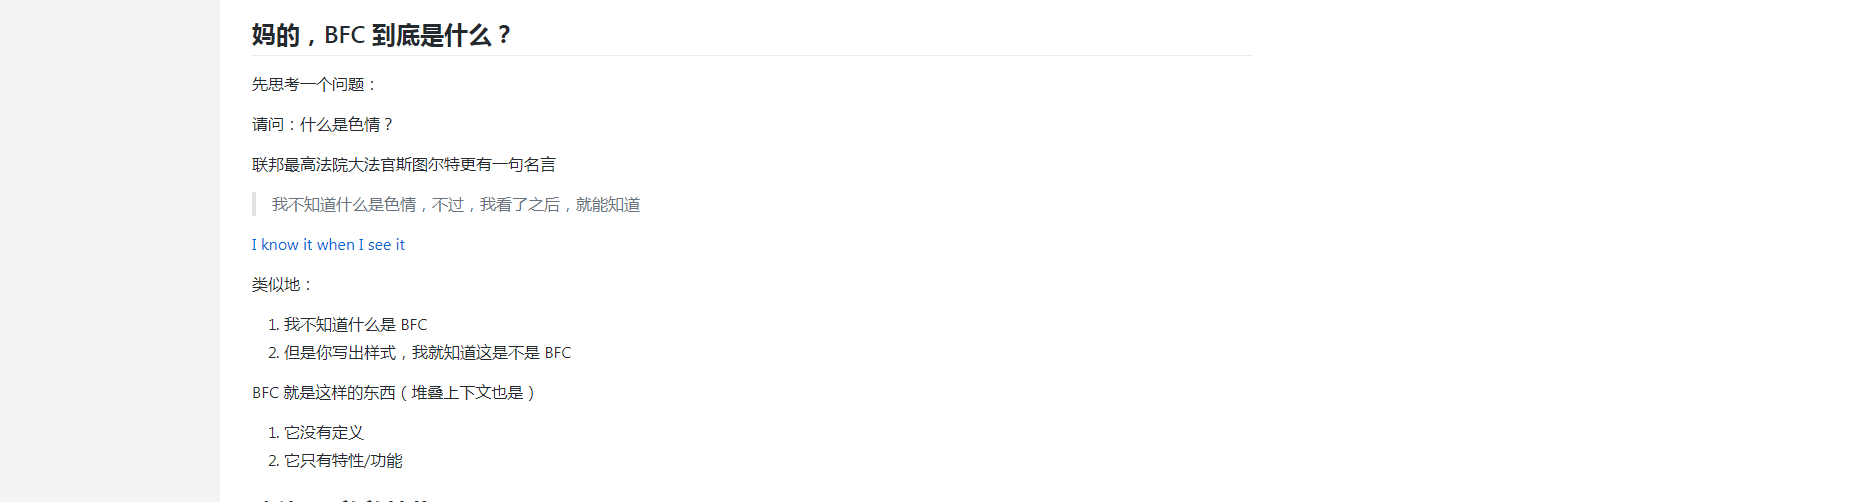 妈的，BFC 到底是什么？
先思考一个问题：
请问：什么是色情？
联邦最高法院大法官斯图尔特更有一句名言
我不知道什么是色情，不过，我看了之后，就能知道
I know it when I see it
类似地：
1. 我不知道什么是 BFC
2. 但是你写出样式，我就知道这是不是 BFC
BFC 就是这样的东西（堆叠上下文也是）
1. 它没有定义
2. 它只有特性/功能